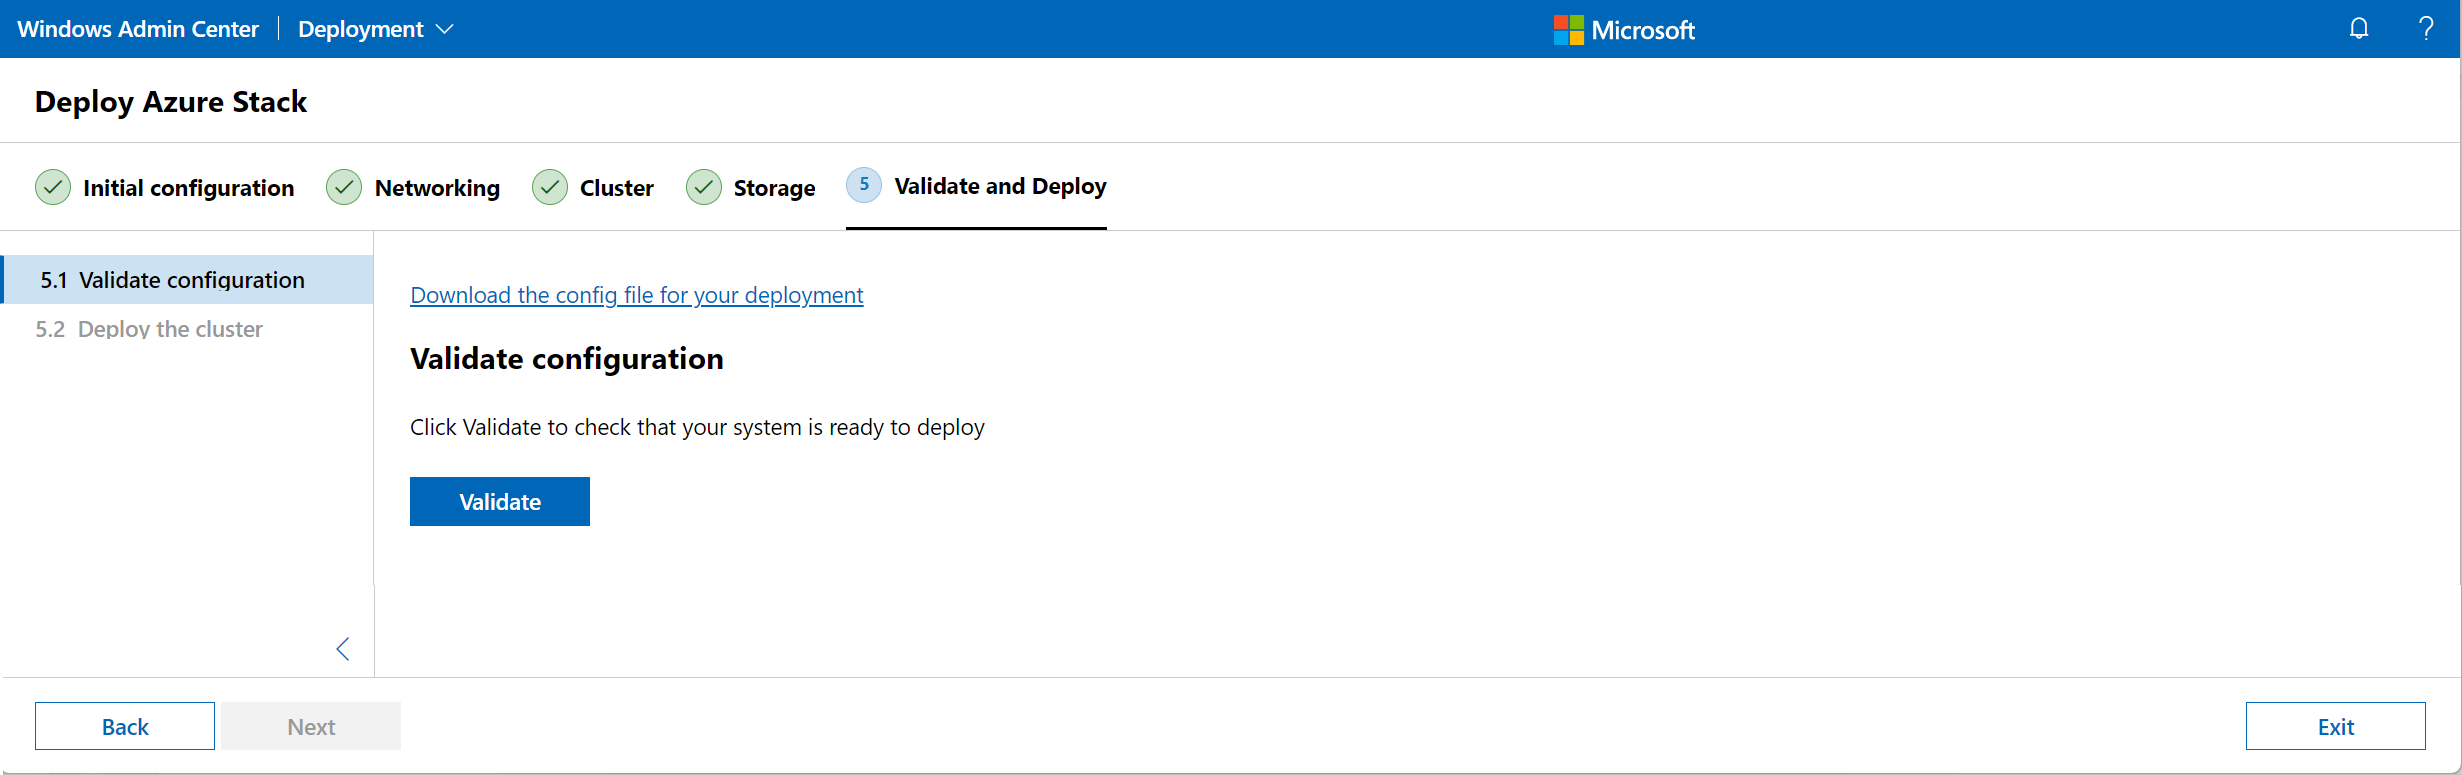 Windows Admin Center | Deployment
Microsoft
?
Deploy Azure Stack
Initial configuration
Networking
Cluster
Storage
5 Validate and Deploy
5.1 Validate configuration
5.2 Deploy the cluster
Download the config file for your deployment
Validate configuration
Click Validate to check that your system is ready to deploy
Validate
Back
Next
Exit